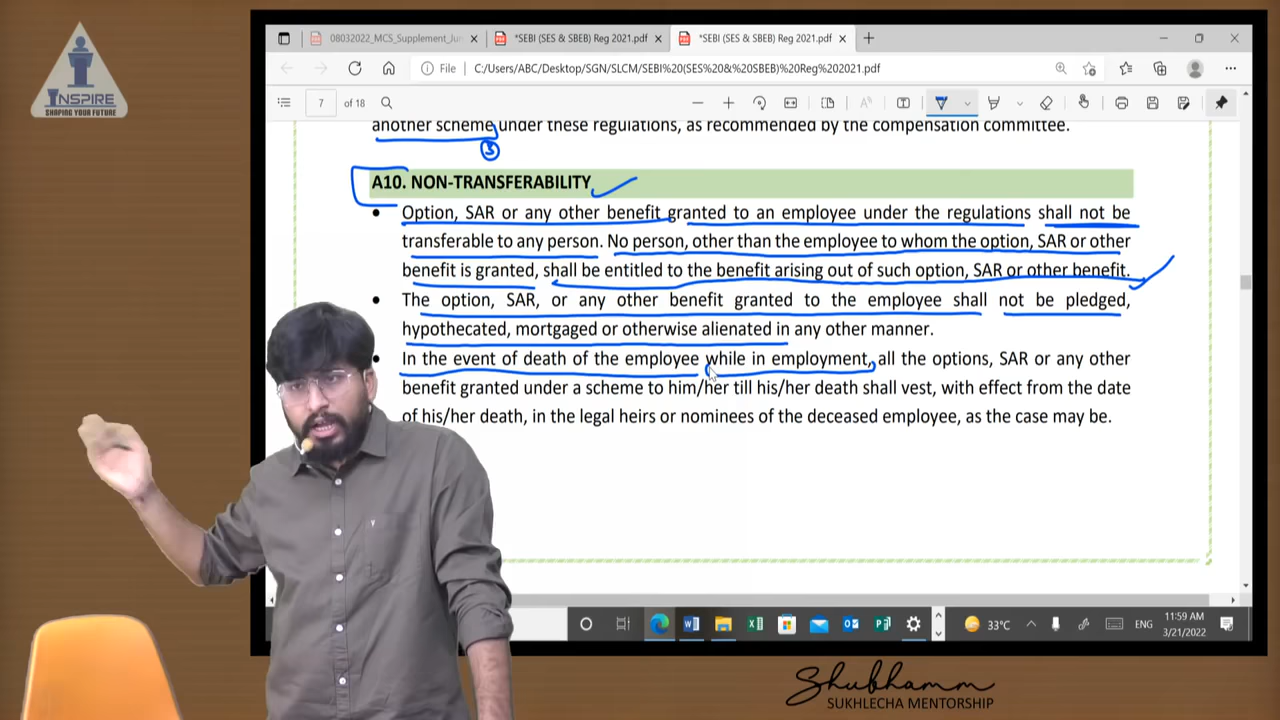 INSPIRE
SHAPING YOUR FUTURE
08032022_MCS_Supplement_Jun
*SEBI (SES & SBEB) Reg 2021.pdf
*SEBI (SES & SBEB) Reg 2021.pdf
File
C:/Users/ABC/Desktop/SGN/SLCM/SEBI%20(SES%20&%20SBEB)%20Reg%202021.pdf
7 of 18
another scheme under these regulations, as recommended by the compensation committee.
3
A10. NON-TRANSFERABILITY
• Option, SAR or any other benefit granted to an employee under the regulations shall not be
transferable to any person. No person, other than the employee to whom the option, SAR or other
benefit is granted, shall be entitled to the benefit arising out of such option, SAR or other benefit.
• The option, SAR, or any other benefit granted to the employee shall not be pledged,
hypothecated, mortgaged or otherwise alienated in any other manner.
• In the event of death of the employee while in employment, all the options, SAR or any other
benefit granted under a scheme to him/her till his/her death shall vest, with effect from the date
of his/her death, in the legal heirs or nominees of the deceased employee, as the case may be.
33°C
ENG
11:59 AM
3/21/2022
Shubhamm
SUKHLECHA MENTORSHIP